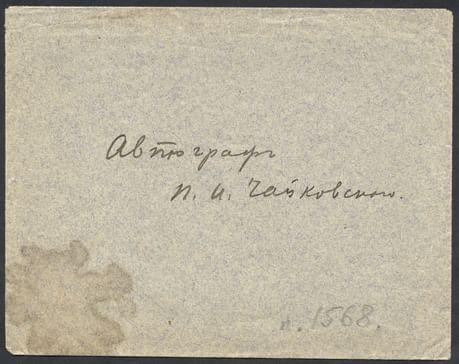 Автографъ
П. И. Чайковского.
п. 1568.